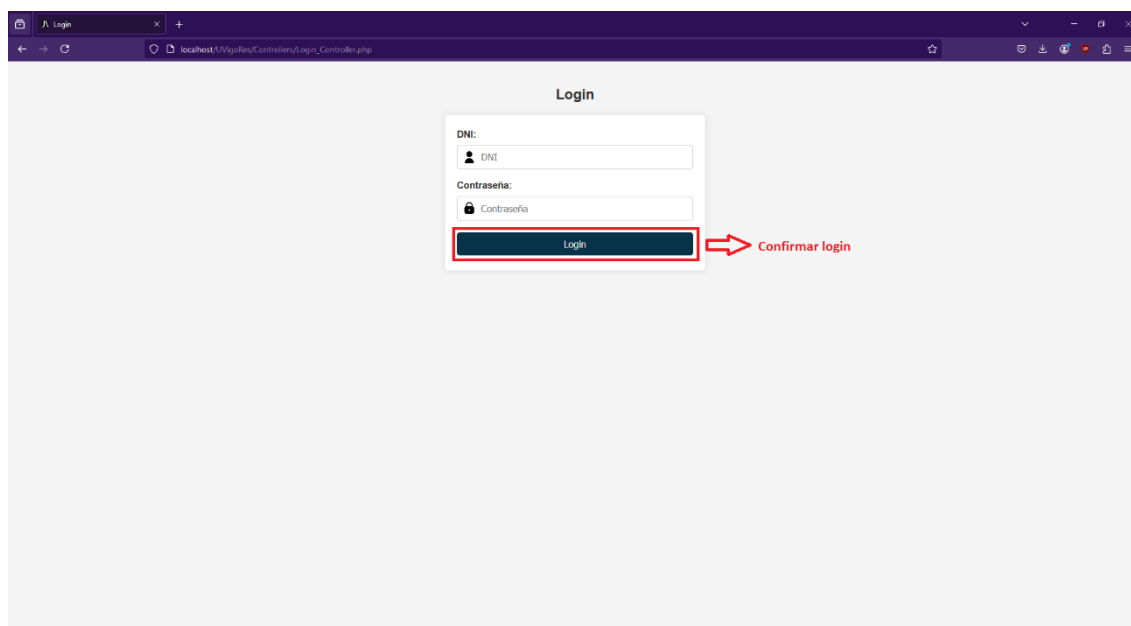 Login
localhost/UVigoRes/Controllers/Login_Controller.php
Login
DNI:
DNI
Contraseña:
Contraseña
Login
Confirmar login